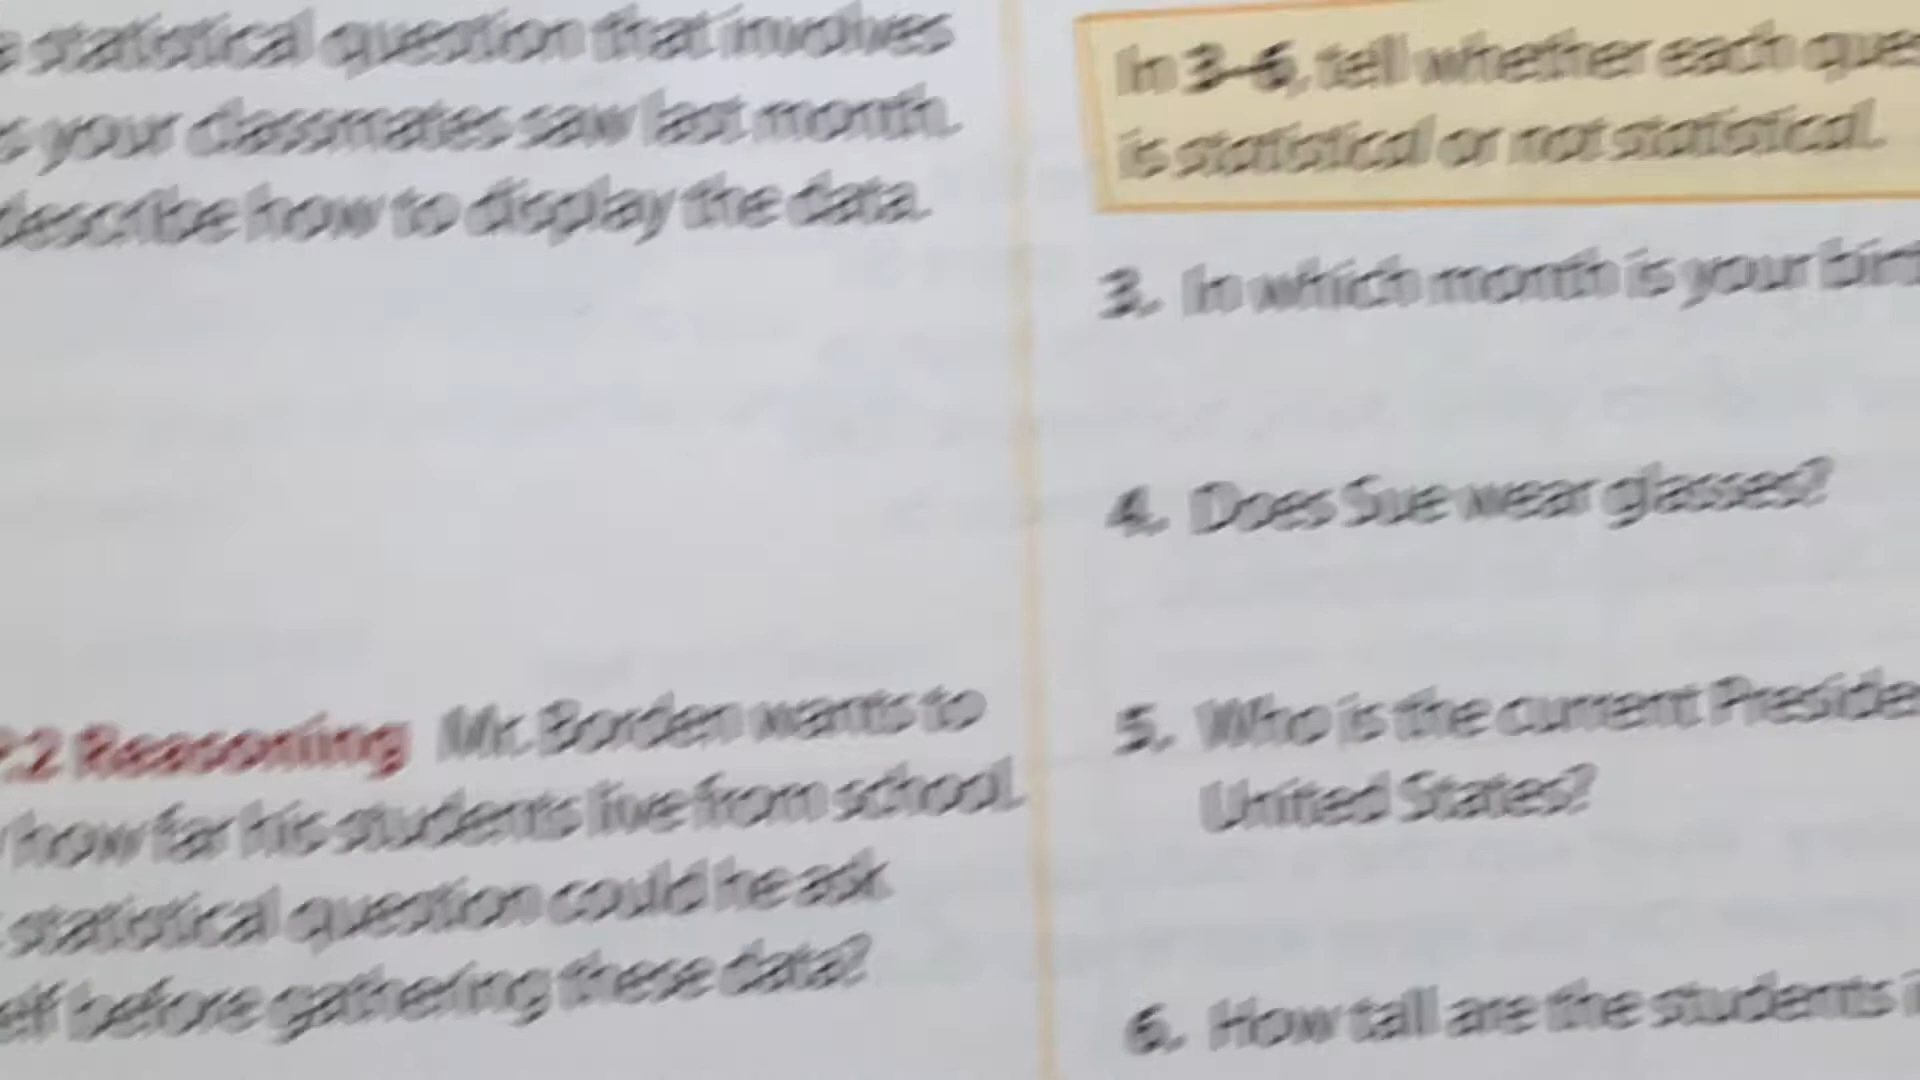 statistical question that involves
your classmates saw last month.
describe how to display the data.
.2 Reasoning Mr. Borden wants to
how far his students live from school.
statistical question could he ask
before gathering these data?
In 3–6, tell whether each
is statistical or not statistical.
3. In which month is your
4. Does Sue wear glasses?
5. Who is the current
United States?
6. How tall are the students